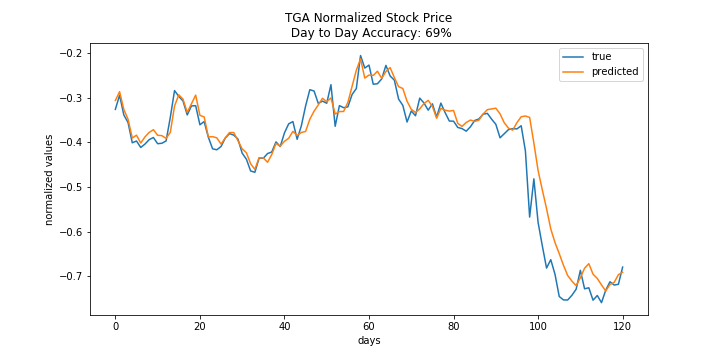 TGA Normalized Stock Price
Day to Day Accuracy: 69%
true
predicted
normalized values
−0.2
−0.3
−0.4
−0.5
−0.6
−0.7
0
20
40
60
80
100
120
days